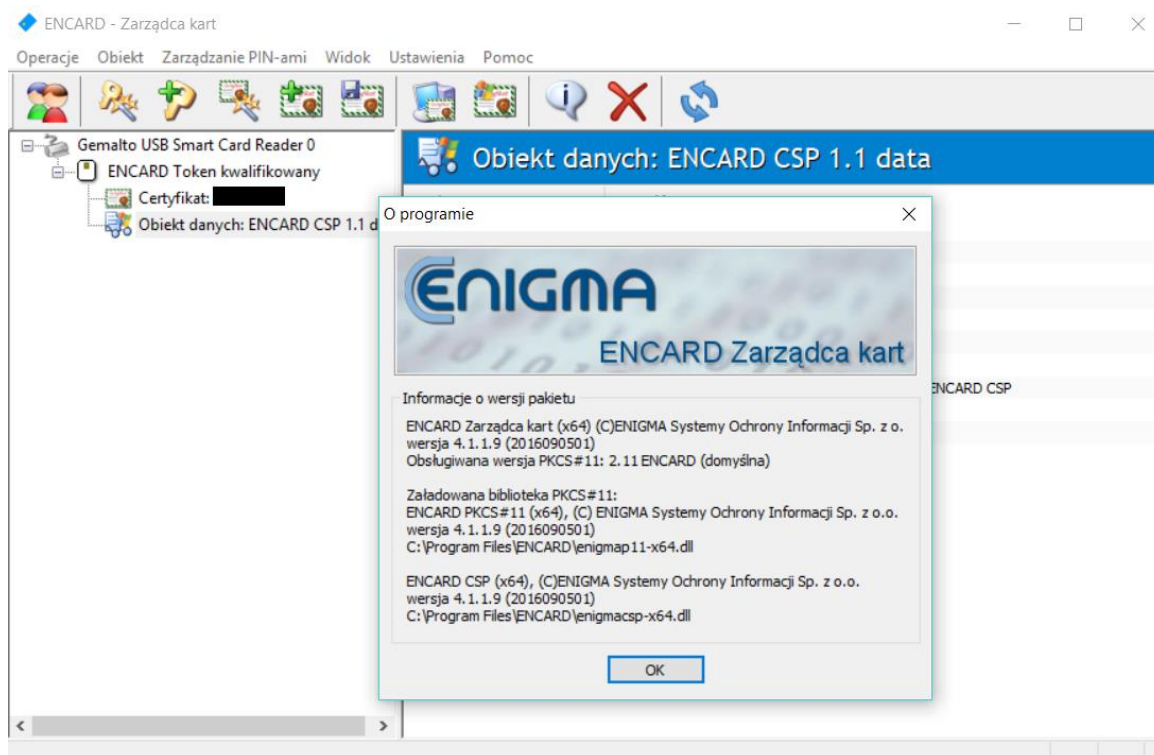 ENCARD - Zarządca kart
Operacje Obiekt Zarządzanie PIN-ami Widok Ustawienia Pomoc
Gemalto USB Smart Card Reader 0
ENCARD Token kwalifikowany
Certyfikat:
Obiekt danych: ENCARD CSP 1.1 d
Obiekt danych: ENCARD CSP 1.1 data
O programie
ENIGMA
ENCARD Zarządca kart
Informacje o wersji pakietu
ENCARD Zarządca kart (x64) (C)ENIGMA Systemy Ochrony Informacji Sp. z o.
wersja 4.1.1.9 (2016090501)
Obsługiwana wersja PKCS#11: 2.11 ENCARD (domyślna)
Załadowana biblioteka PKCS#11:
ENCARD PKCS#11 (x64), (C) ENIGMA Systemy Ochrony Informacji Sp. z o.o.
wersja 4.1.1.9 (2016090501)
C:\Program Files\ENCARD\enigmap11-x64.dll
ENCARD CSP (x64), (C)ENIGMA Systemy Ochrony Informacji Sp. z o.o.
wersja 4.1.1.9 (2016090501)
C:\Program Files\ENCARD\enigmacsp-x64.dll
OK
ENCARD CSP